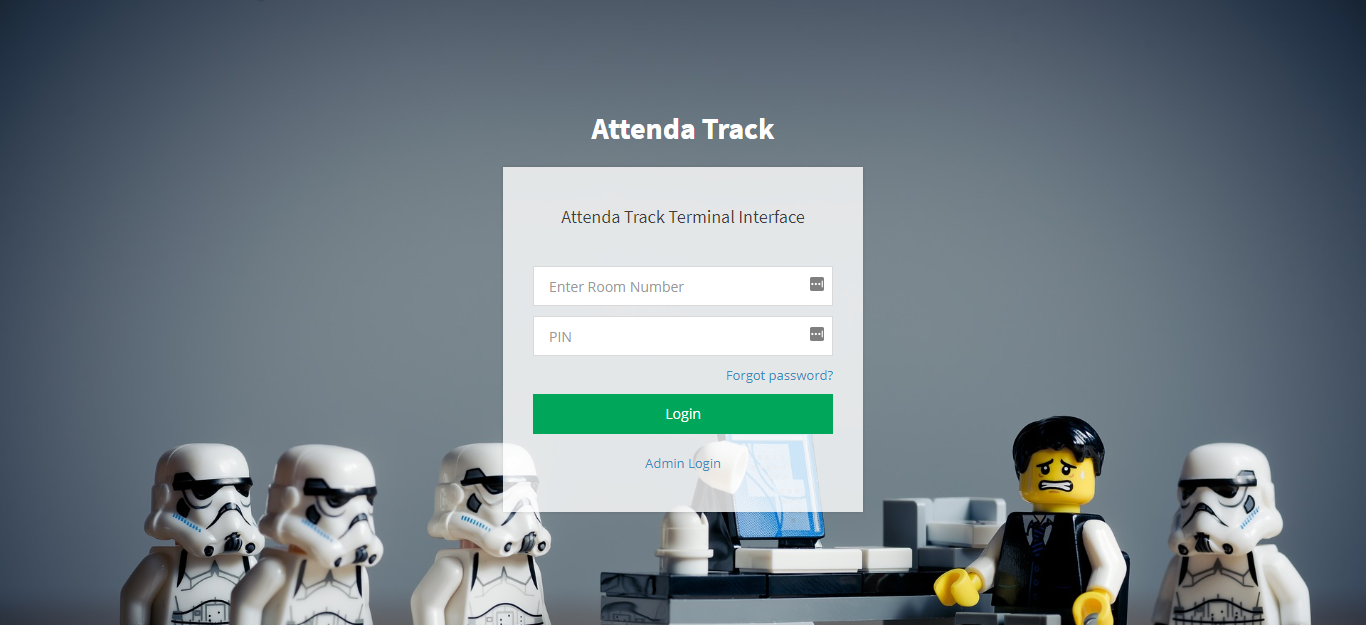 Attenda Track
Attenda Track Terminal Interface
Enter Room Number
PIN
Forgot password?
Login
Admin Login